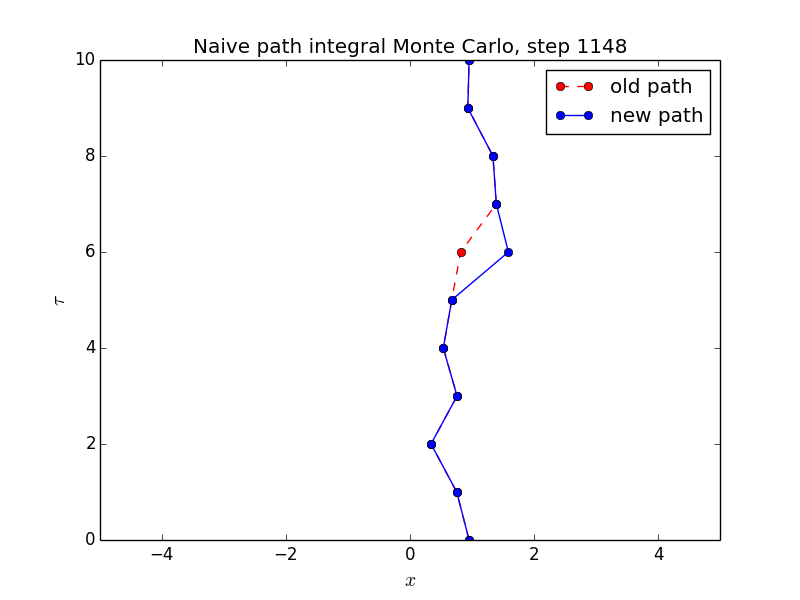 Naive path integral Monte Carlo, step 1148
10
old path
new path
8
6
τ
4
2
0
−4 −2 0 2 4
x